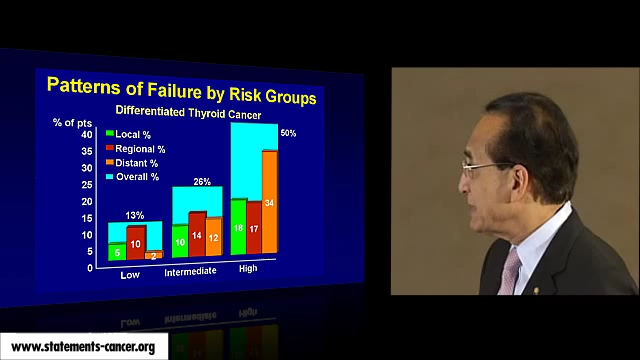 Patterns of Failure by Risk Groups
Differentiated Thyroid Cancer
% of pts
40
35
30
25
20
15
10
5
0
Local %
Regional %
Distant %
Overall %
13%
5
10
2
26%
10
14
12
50%
18
17
34
Low
Intermediate
High
www.statements-cancer.org